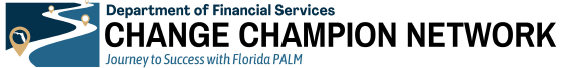 Department of Financial Services
CHANGE CHAMPION NETWORK
Journey to Success with Florida PALM